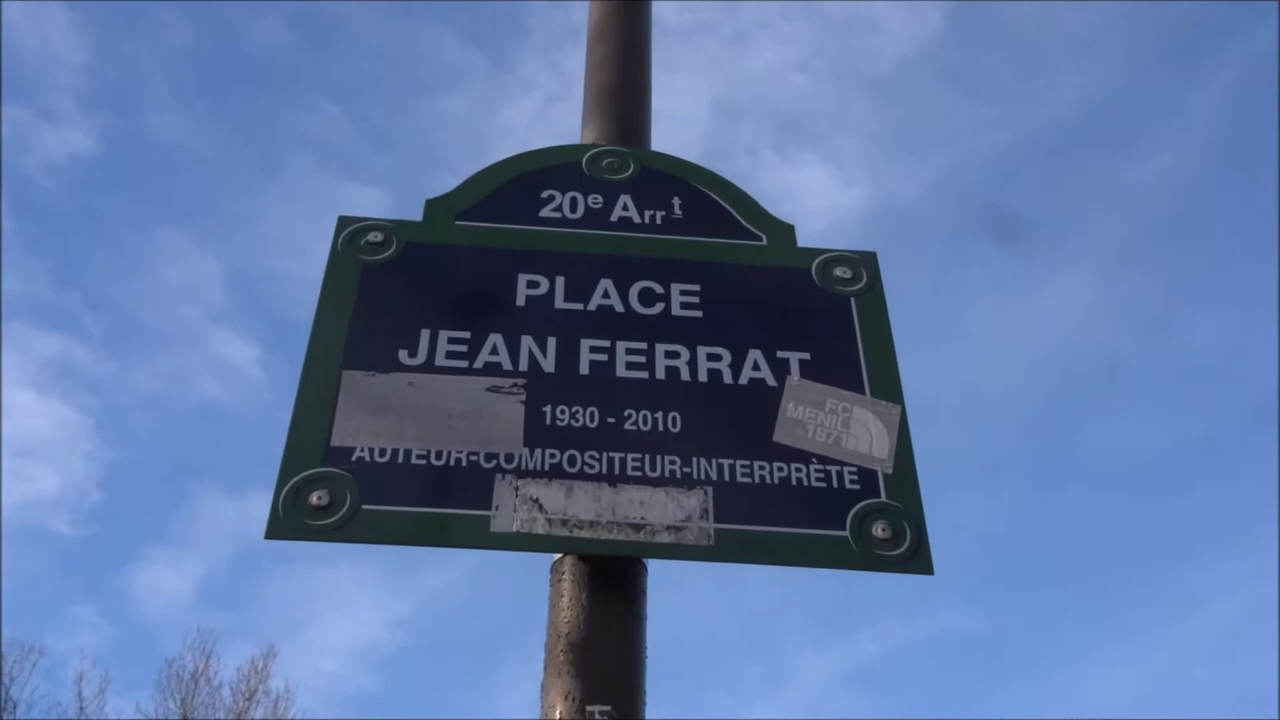 20e Arrt
PLACE
JEAN FERRAT
1930 - 2010
AUTEUR-COMPOSITEUR-INTERPRÈTE
FC
MENIL
1871